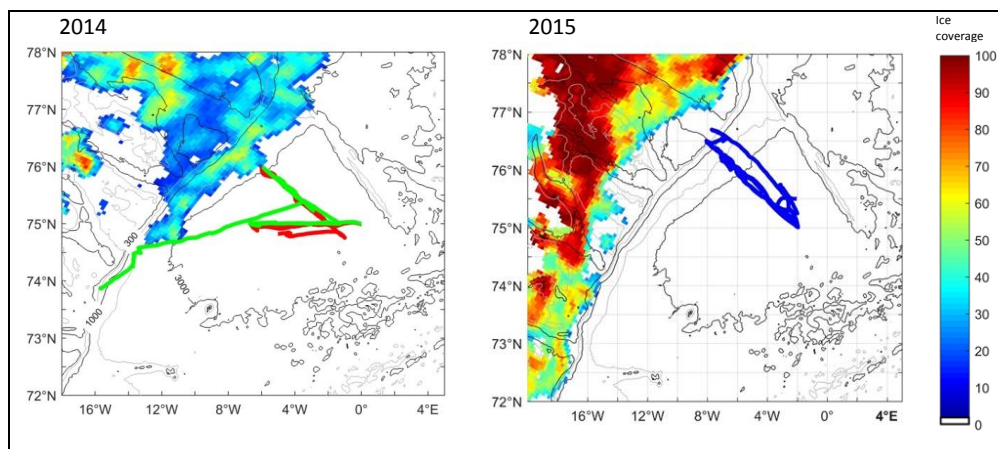 2014
78°N
77°N
76°N
75°N
74°N
73°N
72°N
16°W 12°W 8°W 4°W 0°
300
1000
3000
2015
78°N
77°N
76°N
75°N
74°N
73°N
72°N
16°W 12°W 8°W 4°W 0° 4°E
Ice
coverage
100
90
80
70
60
50
40
30
20
10
0